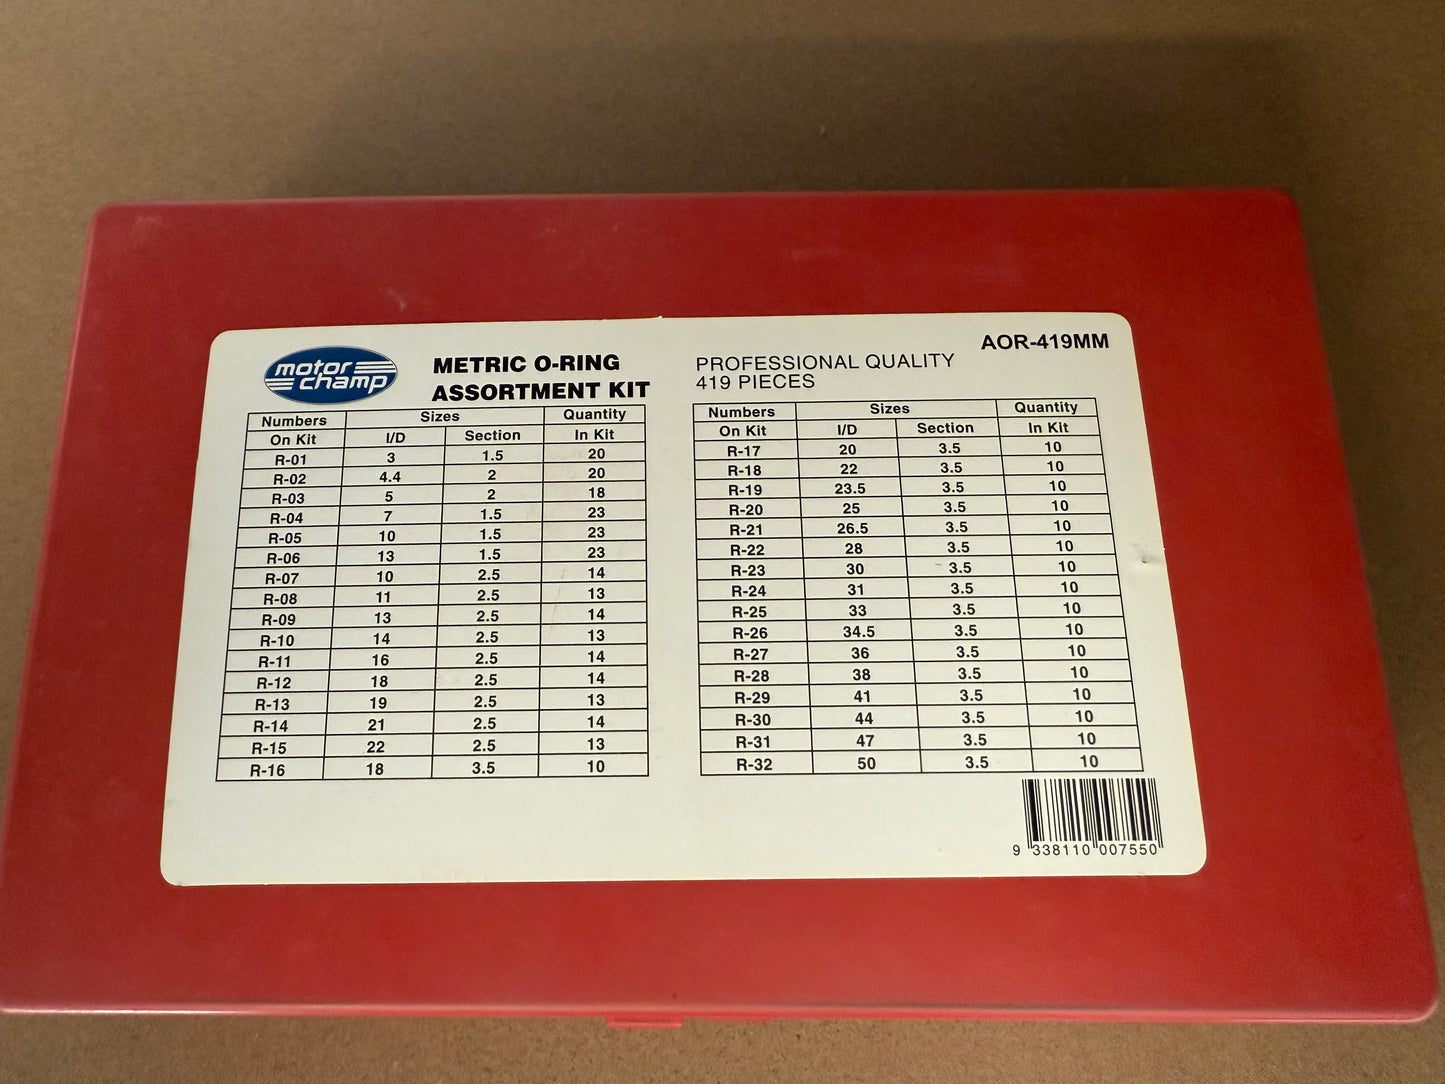 motor
champ
METRIC O-RING
ASSORTMENT KIT
PROFESSIONAL QUALITY
419 PIECES
AOR-419MM
Numbers Sizes Quantity
On Kit I/D Section In Kit
R-01 3 1.5 20
R-02 4.4 2 20
R-03 5 2 18
R-04 7 1.5 23
R-05 10 1.5 23
R-06 13 1.5 23
R-07 10 2.5 14
R-08 11 2.5 13
R-09 13 2.5 14
R-10 14 2.5 13
R-11 16 2.5 14
R-12 18 2.5 14
R-13 19 2.5 13
R-14 21 2.5 14
R-15 22 2.5 13
R-16 18 3.5 10
Numbers Sizes Quantity
On Kit I/D Section In Kit
R-17 20 3.5 10
R-18 22 3.5 10
R-19 23.5 3.5 10
R-20 25 3.5 10
R-21 26.5 3.5 10
R-22 28 3.5 10
R-23 30 3.5 10
R-24 31 3.5 10
R-25 33 3.5 10
R-26 34.5 3.5 10
R-27 36 3.5 10
R-28 38 3.5 10
R-29 41 3.5 10
R-30 44 3.5 10
R-31 47 3.5 10
R-32 50 3.5 10
9 338110 007550